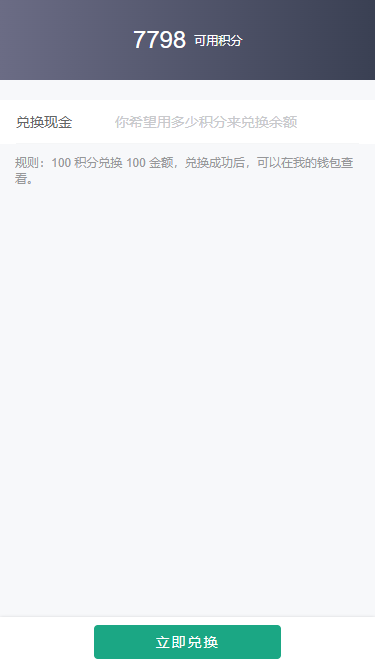 7798 可用积分
兑换现金 你希望用多少积分来兑换余额
规则：100 积分兑换 100 金额，兑换成功后，可以在我的钱包查
看。
立即兑换